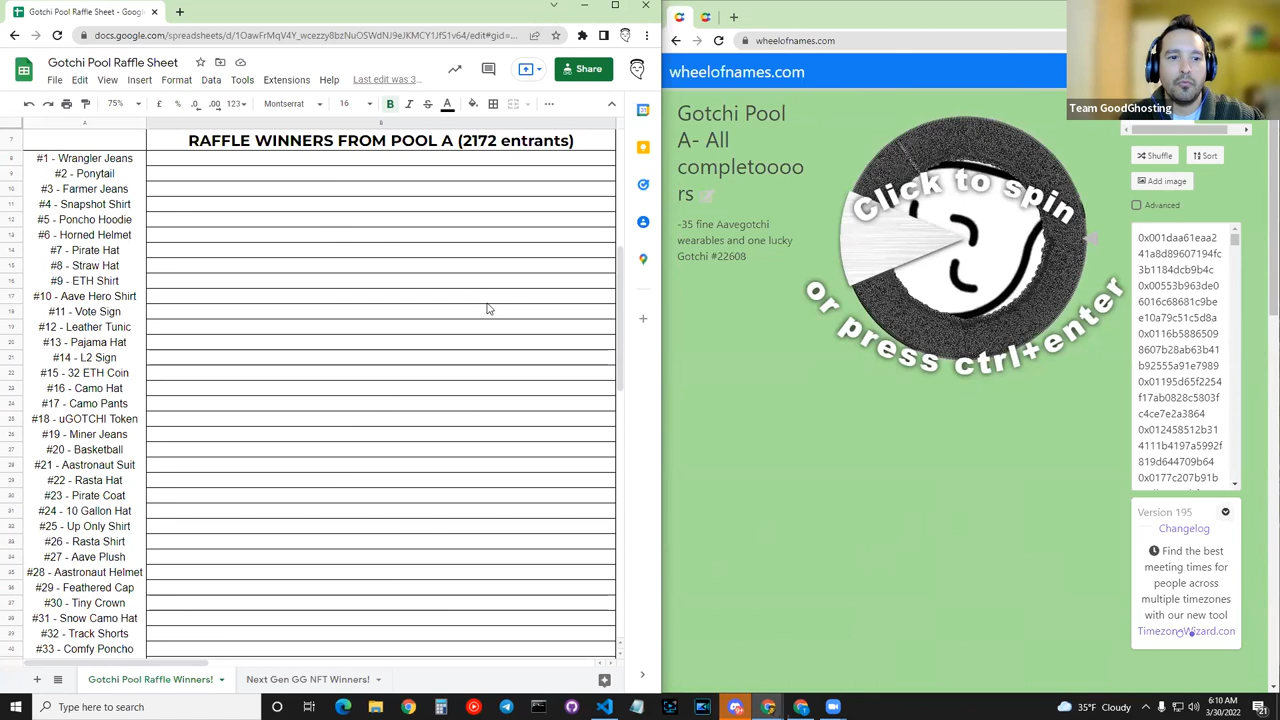 Gotchi Pool Raffle Sheet - Googl
docs.google.com/spreadsheets/d/1OawFrMqV4Y_wcezzy8bzNuOSWdNJ9eJKMCY1JfS1v64/edit#gid=...
Gotchi Pool Raffle Sheet
File Edit View Insert Format Data Tools Extensions Last edit was 3...
Share
75% £ % .0 .00 123 Montserrat 16 B I S A
A
7 RAFFLE WINNERS FROM POOL A (2172 entrants)
#1 - Wrangler Jeans
#2 - Ponytail
#3 - Farmer Jeans
#4 - Snapshot Shirt
#5 - Poncho Hoodie
#6 - Horned Helmet
#7 - Pirate Hat
#8 - Straw Hat
#9 - ETH Shirt
#10 - Aave Hero Shirt
#11 - Vote Sign
#12 - Leather Tunic
#13 - Pajama Hat
#14 - L2 Sign
#15 - 32 ETH Coin
#16 - Camo Hat
#17 - Camo Pants
#18 - uGOTCHI Token
#19 - Miner Jeans
#20 - Basketball
#21 - Aastronaut Suit
#22 - Rasta Hat
#23 - Pirate Coat
#24 - 10 Gallon Hat
#25 - Up Only Shirt
#26 - Rasta Shirt
#27 - Aave Plush
#28 - Aastronaut Helmet
#29 - Feathered Cap
#30 - Tiny Crown
#31 - Snow Camo Hat
#32 - Track Shorts
#33 - Comfy Poncho
Gotchi Pool Raffle Winners!
Next Gen GG NFT Winners!
wheelofnames.com
wheelofnames.com
Gotchi Pool
A- All
completoooo
rs
-35 fine Aavegotchi
wearables and one lucky
Gotchi #22608
Click to spin
or press ctrl+enter
Team GoodGhosting
Shuffle
Sort
Add image
Advanced
0x001daa61eaa2
41a8d89607194fc
3b1184dcb9b4c
0x00553b963de0
6016c68681c9be
e10a79c51c5d8a
0x0116b5886509
8607b28ab63b41
b92555a91e7989
0x01195d65f2254
f17ab0828c5803f
c4ce7e2a3864
0x012458512b31
4111b4197a5992f
819d644709b64
0x0177c207b91b
Version 195
Changelog
Find the best
meeting times for
people across
multiple timezones
with our new tool
TimezoneWizard.com
Type here to search
35°F Cloudy
6:10 AM
3/30/2022